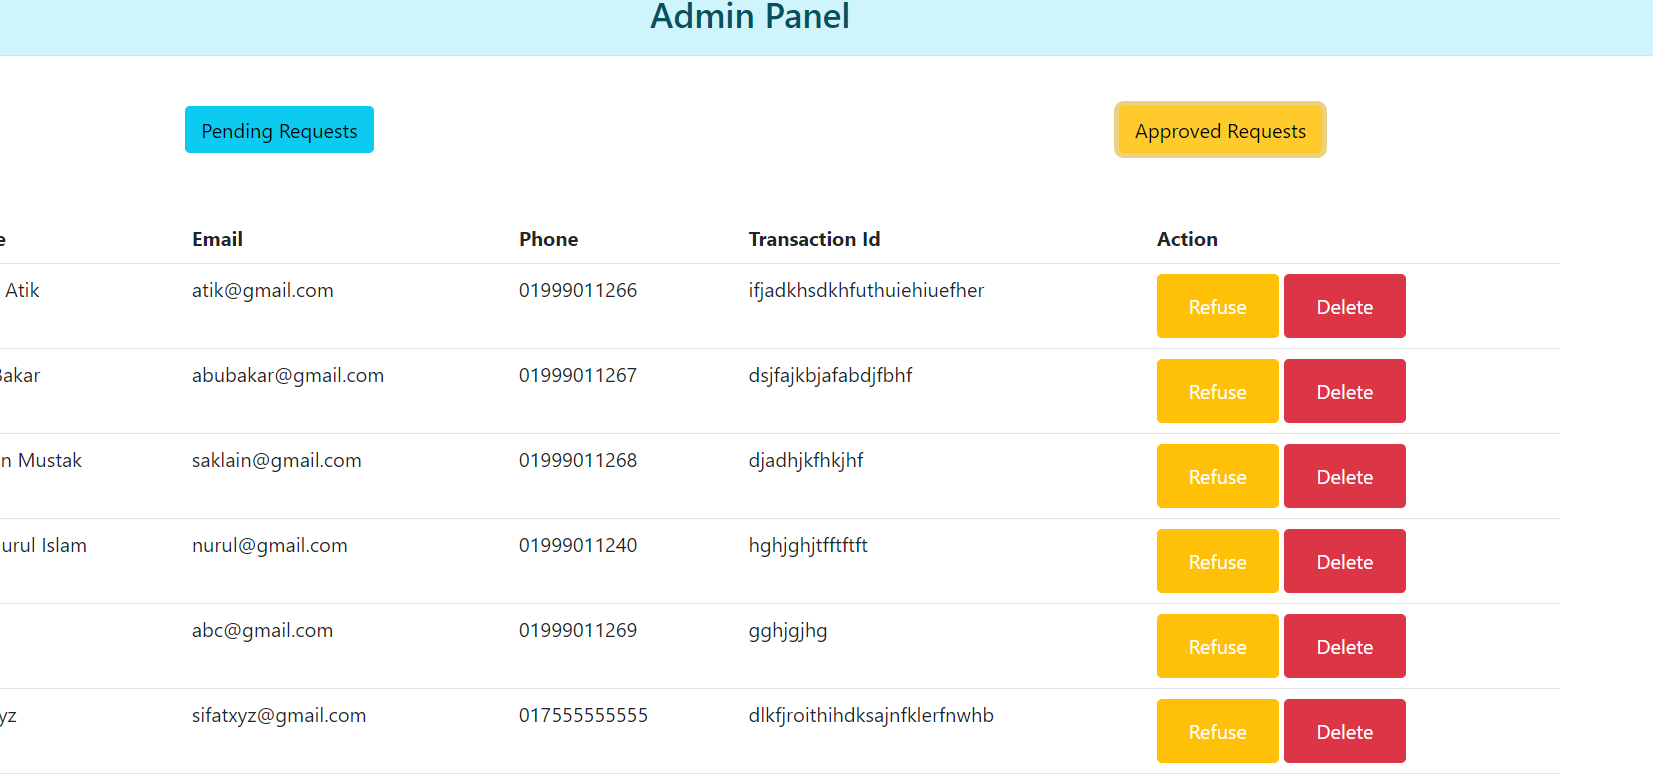 Admin Panel
Pending Requests Approved Requests
e Email Phone Transaction Id Action
Atik atik@gmail.com 01999011266 ifjadkhsdkhfuthuiehiuefher Refuse Delete
Bakar abubakar@gmail.com 01999011267 dsjfajkbjafabdjfbhf Refuse Delete
n Mustak saklain@gmail.com 01999011268 djadhjkfhkjhf Refuse Delete
urul Islam nurul@gmail.com 01999011240 hghjghjtfftftft Refuse Delete
abc@gmail.com 01999011269 gghjgjhg Refuse Delete
yz sifatxyz@gmail.com 017555555555 dlkfjroithihdksajnfklerfnwhb Refuse Delete